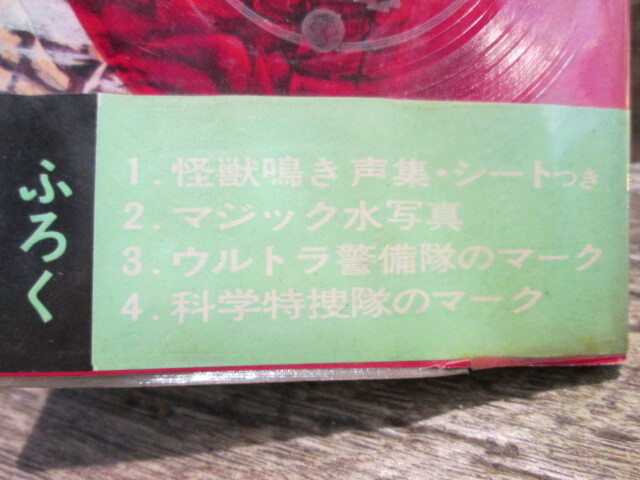 ふろく
1.怪獣鳴き声集・シートつき
2.マジック水写真
3.ウルトラ警備隊のマーク
4.科学特捜隊のマーク